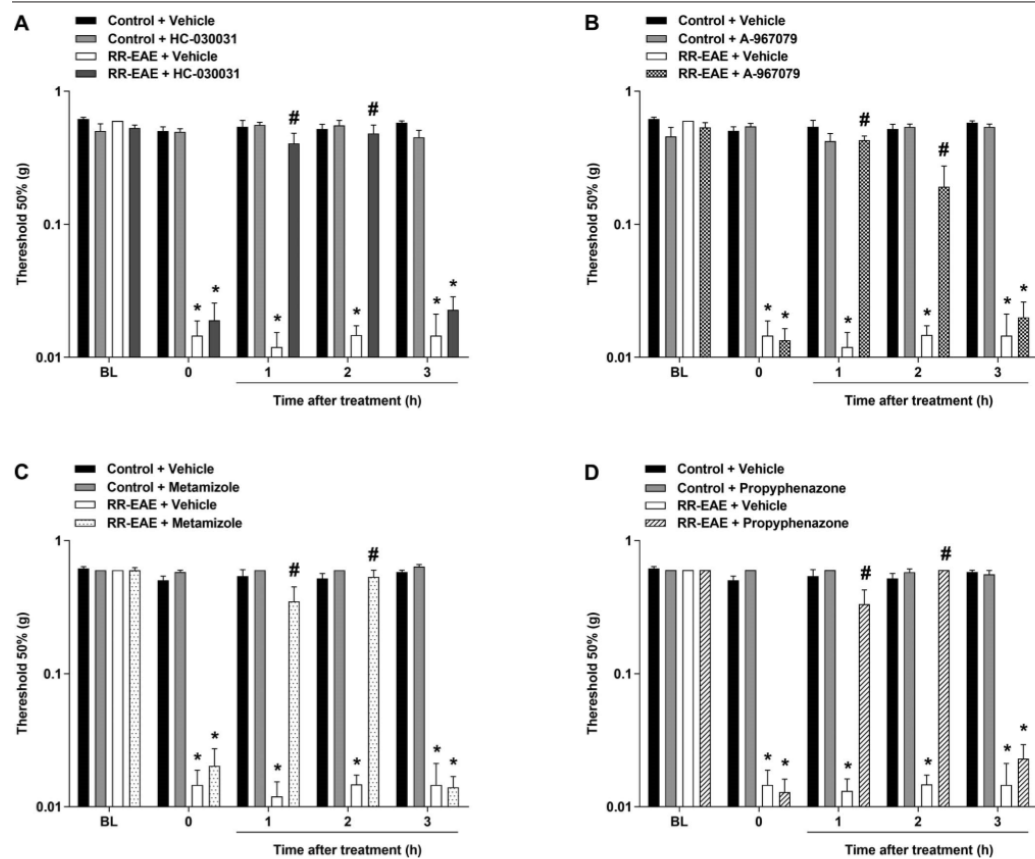 A
Control + Vehicle
Control + HC-030031
RR-EAE + Vehicle
RR-EAE + HC-030031
Thereshold 50% (g)
1
0.1
0.01
# #
* * * * * *
BL 0 1 2 3
Time after treatment (h)
B
Control + Vehicle
Control + A-967079
RR-EAE + Vehicle
RR-EAE + A-967079
Thereshold 50% (g)
1
0.1
0.01
# #
* * * * * *
BL 0 1 2 3
Time after treatment (h)
C
Control + Vehicle
Control + Metamizole
RR-EAE + Vehicle
RR-EAE + Metamizole
Thereshold 50% (g)
1
0.1
0.01
# #
* * * * * *
BL 0 1 2 3
Time after treatment (h)
D
Control + Vehicle
Control + Propyphenazone
RR-EAE + Vehicle
RR-EAE + Propyphenazone
Thereshold 50% (g)
1
0.1
0.01
# #
* * * * * *
BL 0 1 2 3
Time after treatment (h)